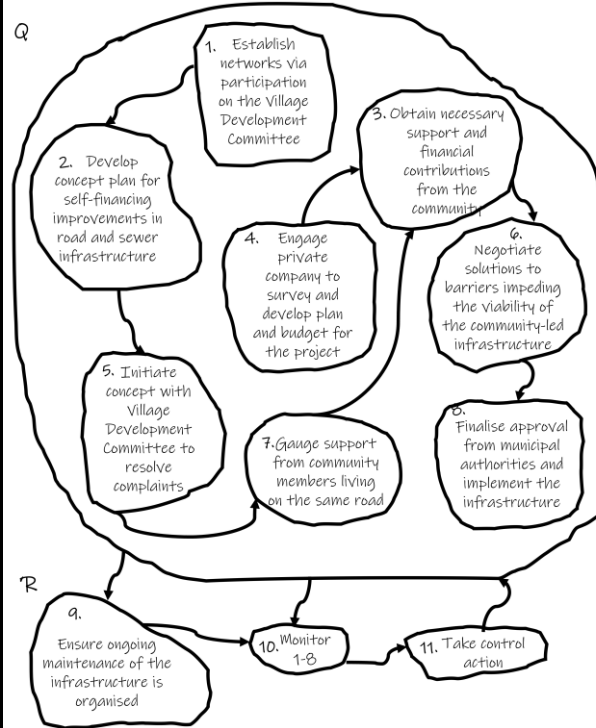 Q
1. Establish
networks via
participation
on the Village
Development
Committee
2. Develop
concept plan for
self-financing
improvements in
road and sewer
infrastructure
3. Obtain necessary
support and
financial
contributions
from the
community
4. Engage
private
company to
survey and
develop plan
and budget for
the project
5. Initiate
concept with
Village
Development
Committee to
resolve
complaints
6.
Negotiate
solutions to
barriers impeding
the viability of
the community-led
infrastructure
7. Gauge support
from community
members living
on the same road
8.
Finalise approval
from municipal
authorities and
implement the
infrastructure
R
9.
Ensure ongoing
maintenance of the
infrastructure is
organised
10. Monitor
1-8
11. Take control
action